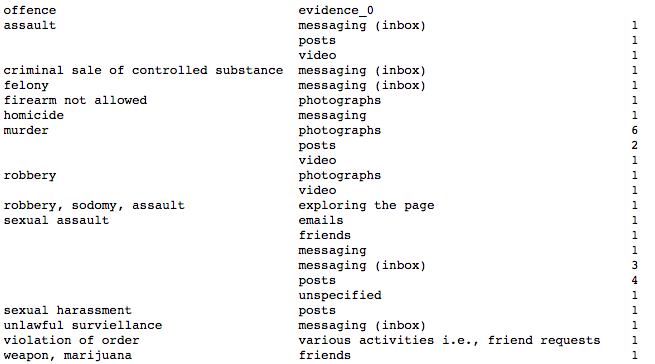 offence evidence_0
assault messaging (inbox) 1
posts 1
video 1
criminal sale of controlled substance messaging (inbox) 1
felony messaging (inbox) 1
firearm not allowed photographs 1
homicide messaging 1
murder photographs 6
posts 2
video 1
robbery photographs 1
video 1
robbery, sodomy, assault exploring the page 1
sexual assault emails 1
friends 1
messaging 1
messaging (inbox) 3
posts 4
unspecified 1
sexual harassment posts 1
unlawful surviellance messaging (inbox) 1
violation of order various activities i.e., friend requests 1
weapon, marijuana friends 1